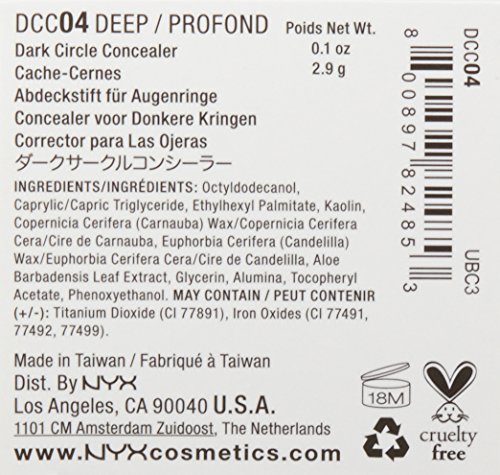 DCC04 DEEP / PROFOND
Poids Net Wt.
0.1 oz
2.9 g
Dark Circle Concealer
Cache-Cernes
Abdeckstift für Augenringe
Concealer voor Donkere Kringen
Corrector para Las Ojeras
ダークサークルコンシーラー
INGREDIENTS/INGRÉDIENTS: Octyldodecanol,
Caprylic/Capric Triglyceride, Ethylhexyl Palmitate, Kaolin,
Copernicia Cerifera (Carnauba) Wax/Copernicia Cerifera
Cera/Cire de Carnauba, Euphorbia Cerifera (Candelilla)
Wax/Euphorbia Cerifera Cera/Cire de Candelilla, Aloe
Barbadensis Leaf Extract, Glycerin, Alumina, Tocopheryl
Acetate, Phenoxyethanol. MAY CONTAIN / PEUT CONTENIR
(+/-): Titanium Dioxide (CI 77891), Iron Oxides (CI 77491,
77492, 77499).
Made in Taiwan / Fabriqué à Taiwan
Dist. By NYX
Los Angeles, CA 90040 U.S.A.
1101 CM Amsterdam Zuidoost, The Netherlands
www.NYXcosmetics.com
DCC04
8 00897 82485 3
UBC3
18M
cruelty
free